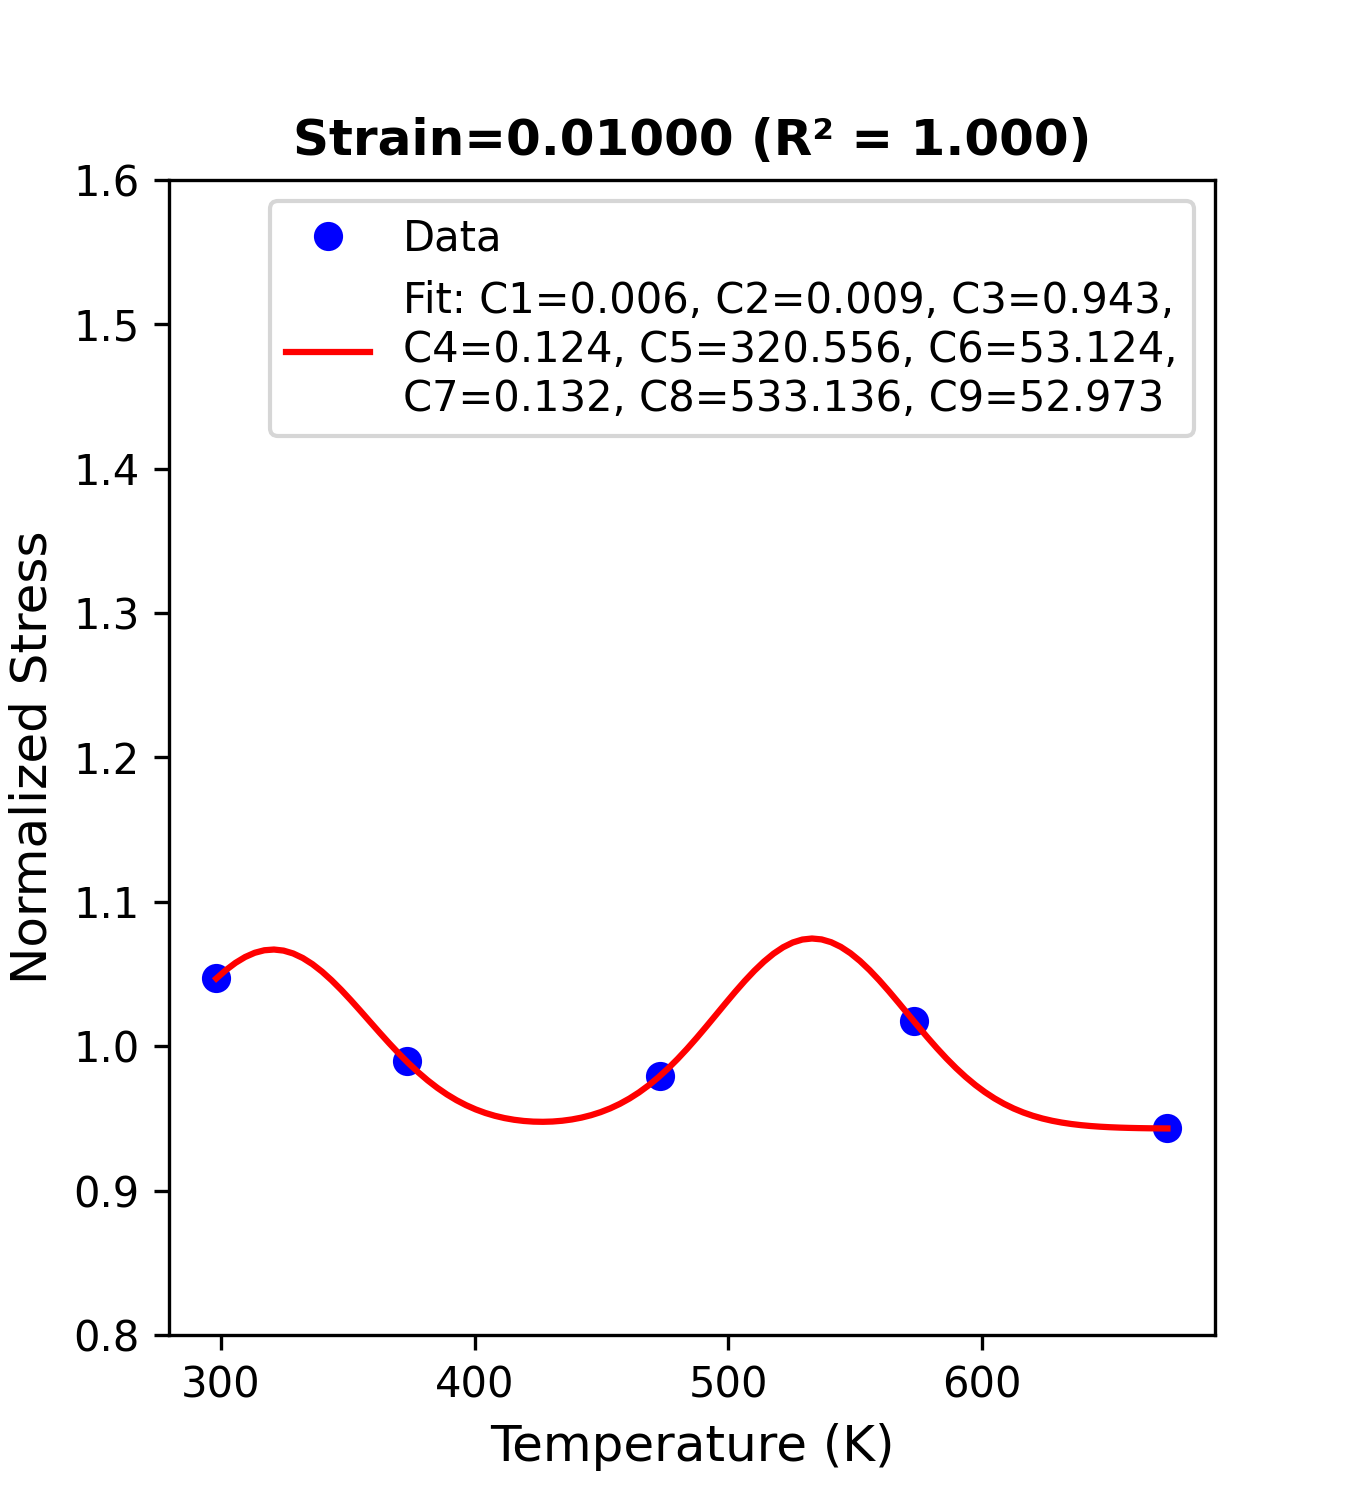 Strain=0.01000 (R² = 1.000)
Data
Fit: C1=0.006, C2=0.009, C3=0.943,
C4=0.124, C5=320.556, C6=53.124,
C7=0.132, C8=533.136, C9=52.973
Normalized Stress
1.6
1.5
1.4
1.3
1.2
1.1
1.0
0.9
0.8
300 400 500 600
Temperature (K)